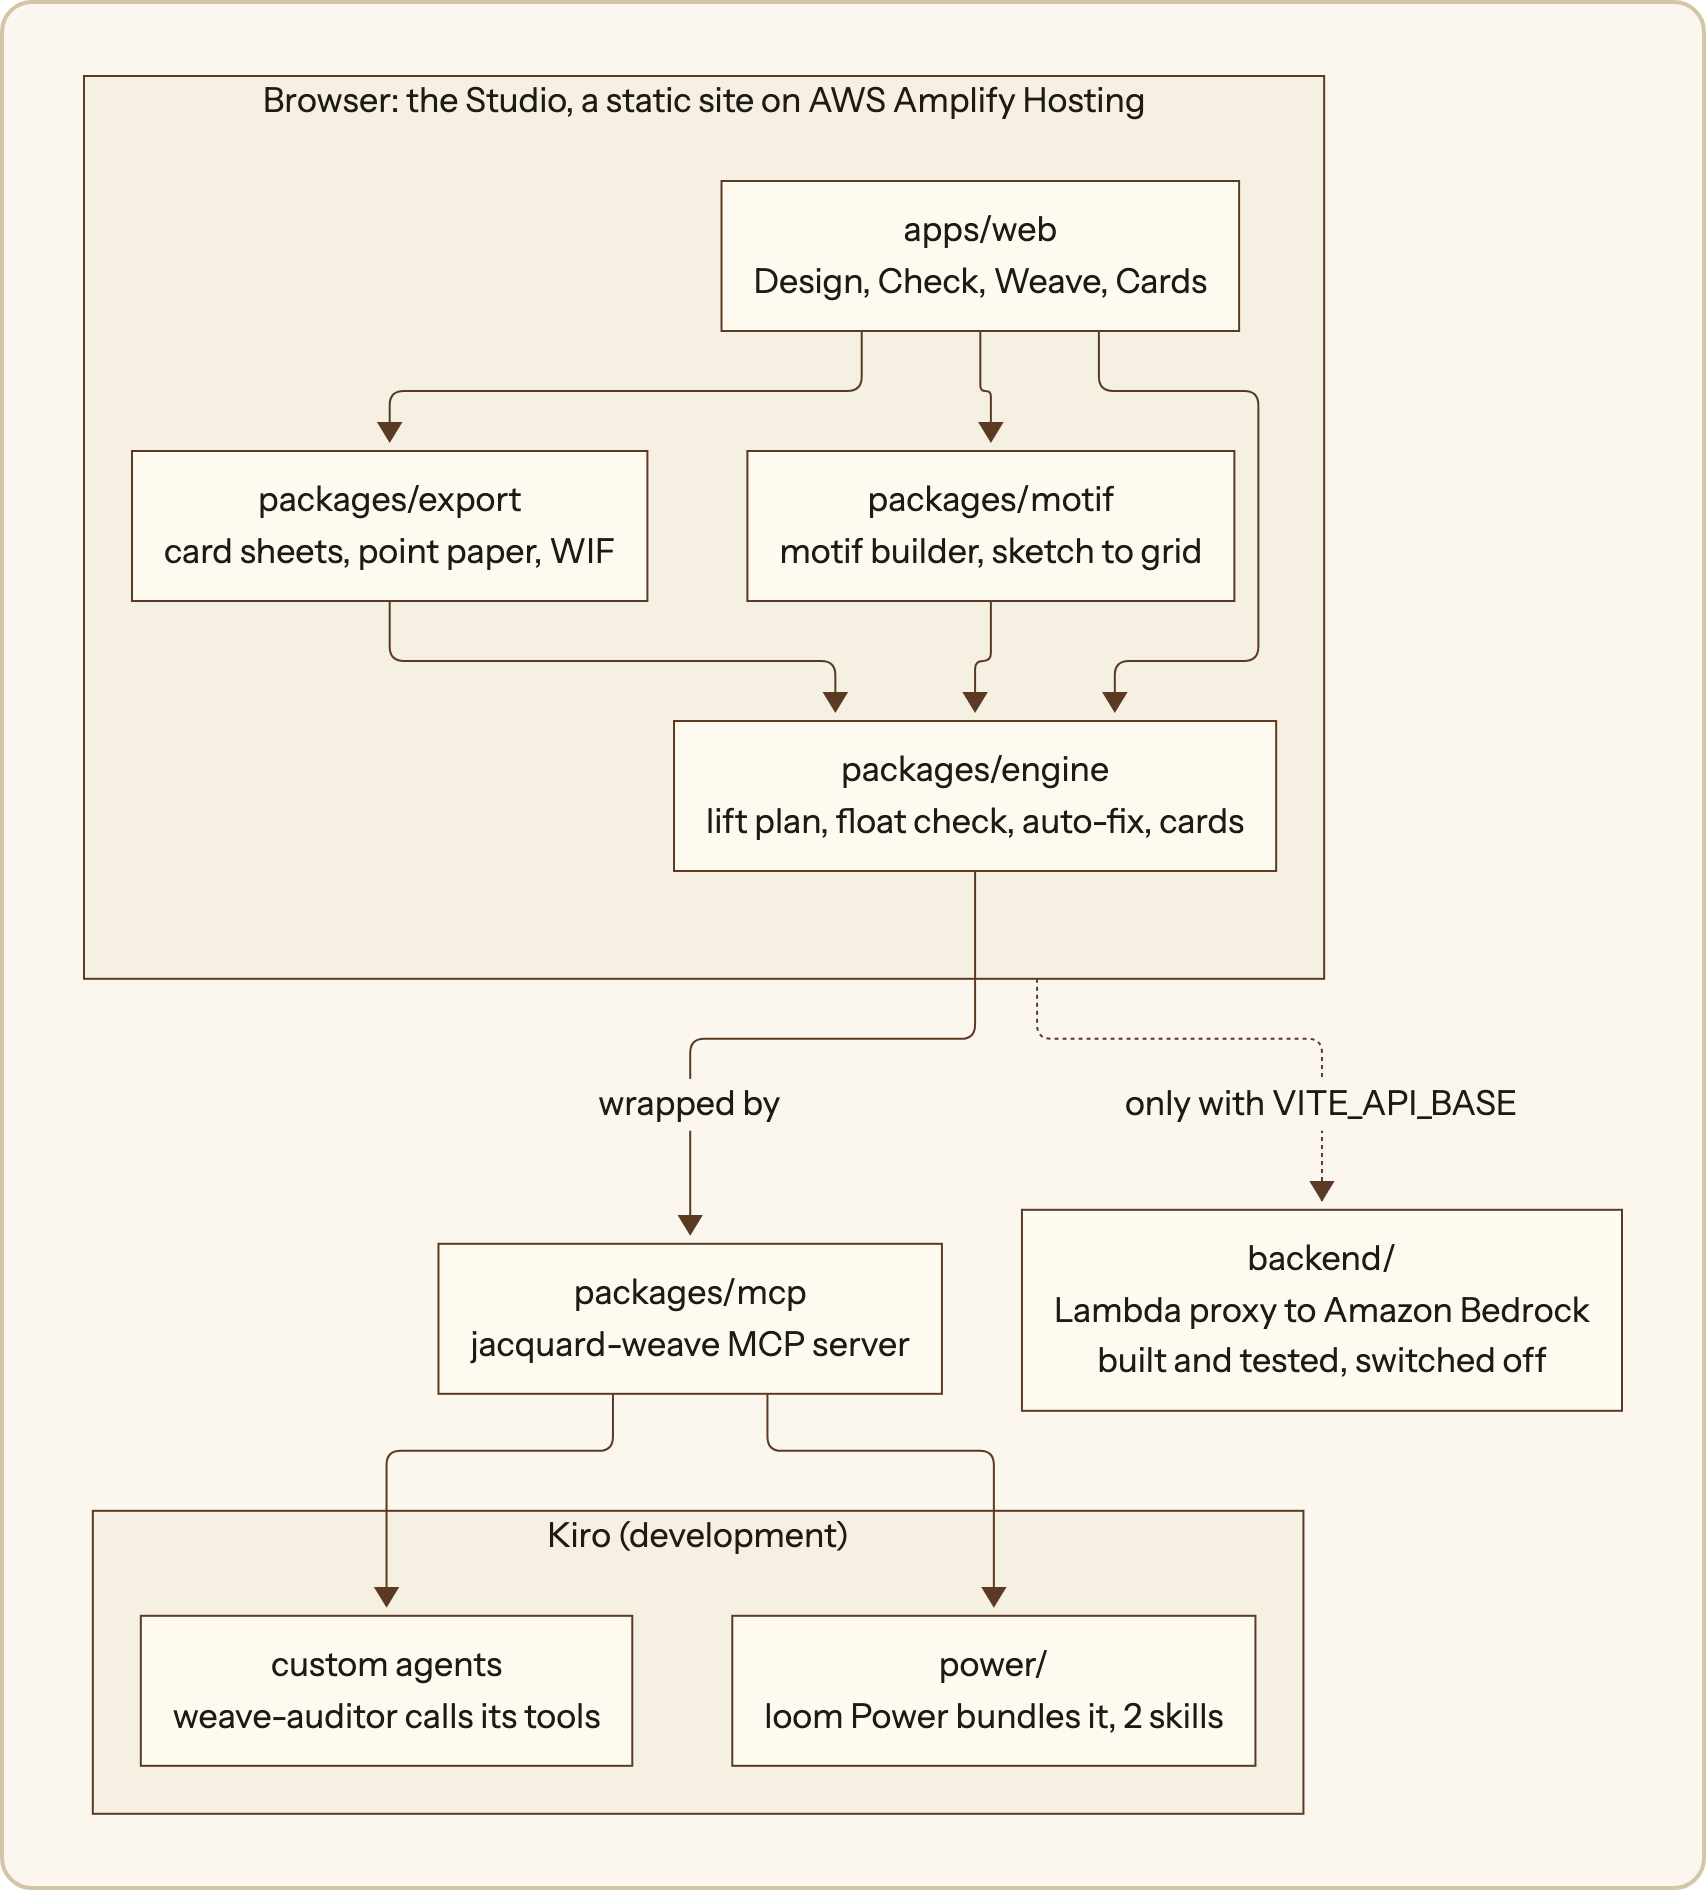 Browser: the Studio, a static site on AWS Amplify Hosting
apps/web
Design, Check, Weave, Cards
packages/export
card sheets, point paper, WIF
packages/motif
motif builder, sketch to grid
packages/engine
lift plan, float check, auto-fix, cards
wrapped by
only with VITE_API_BASE
packages/mcp
jacquard-weave MCP server
backend/
Lambda proxy to Amazon Bedrock
built and tested, switched off
Kiro (development)
custom agents
weave-auditor calls its tools
power/
loom Power bundles it, 2 skills